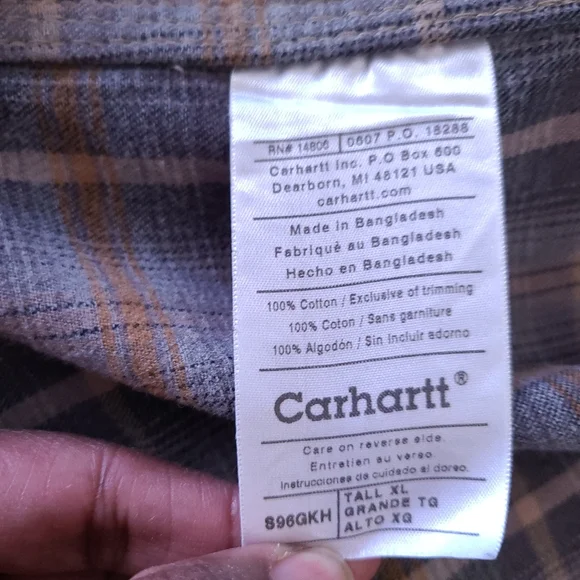 RN# 14806 0607 P.O. 18288
Carhartt Inc. P.O Box 600
Dearborn, MI 48121 USA
carhartt.com
Made in Bangladesh
Fabriqué au Bangladesh
Hecho en Bangladesh
100% Cotton / Exclusive of trimming
100% Coton / Sans garniture
100% Algodón / Sin incluir adorno
Carhartt®
Care on reverse side.
Entretien au verso.
Instrucciones de cuidado al dorso.
S96GKH
TALL XL
GRANDE TG
ALTO XG